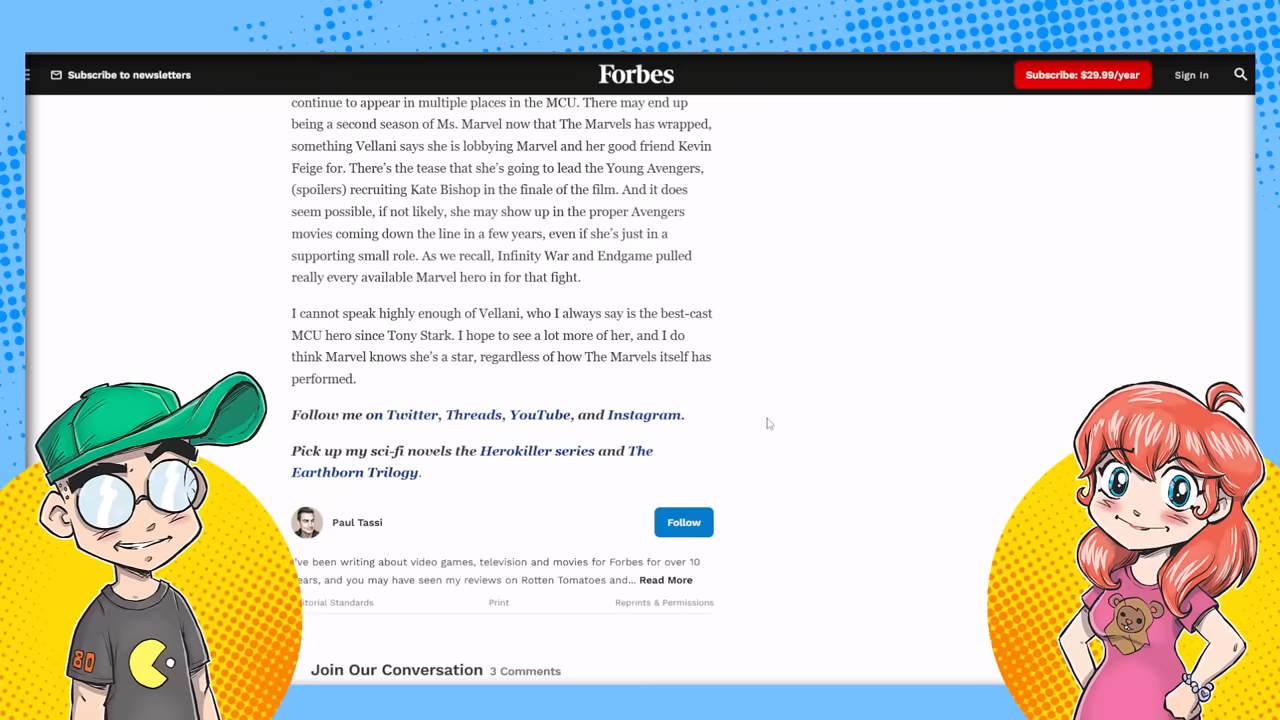 Subscribe to newsletters
Forbes
Subscribe: $29.99/year
Sign In
continue to appear in multiple places in the MCU. There may end up
being a second season of Ms. Marvel now that The Marvels has wrapped,
something Vellani says she is lobbying Marvel and her good friend Kevin
Feige for. There's the tease that she's going to lead the Young Avengers,
(spoilers) recruiting Kate Bishop in the finale of the film. And it does
seem possible, if not likely, she may show up in the proper Avengers
movies coming down the line in a few years, even if she's just in a
supporting small role. As we recall, Infinity War and Endgame pulled
really every available Marvel hero in for that fight.
I cannot speak highly enough of Vellani, who I always say is the best-cast
MCU hero since Tony Stark. I hope to see a lot more of her, and I do
think Marvel knows she's a star, regardless of how The Marvels itself has
performed.
Follow me on Twitter, Threads, YouTube, and Instagram.
Pick up my sci-fi novels the Herokiller series and The
Earthborn Trilogy.
Paul Tassi
Follow
've been writing about video games, television and movies for Forbes for over 10
ears, and you may have seen my reviews on Rotten Tomatoes and... Read More
itorial Standards
Print
Reprints & Permissions
80
Join Our Conversation 3 Comments